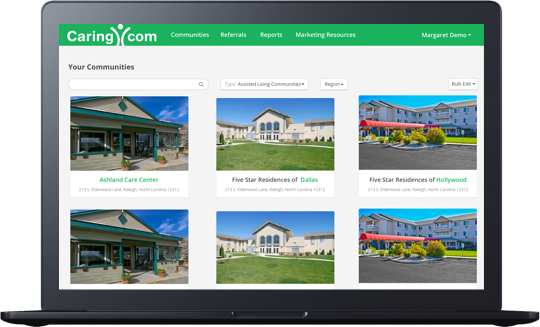 Caring.com Communities Referrals Reports Marketing Resources Margaret Demo
Your Communities
Type: Assisted Living Communities Region Bulk Edit
Ashland Care Center Five Star Residences of Dallas Five Star Residences of Hollywood
213 S. Elderwood Lane, Raleigh, North Carolina 12312 213 S. Elderwood Lane, Raleigh, North Carolina 12312 213 S. Elderwood Lane, Raleigh, North Carolina 12312